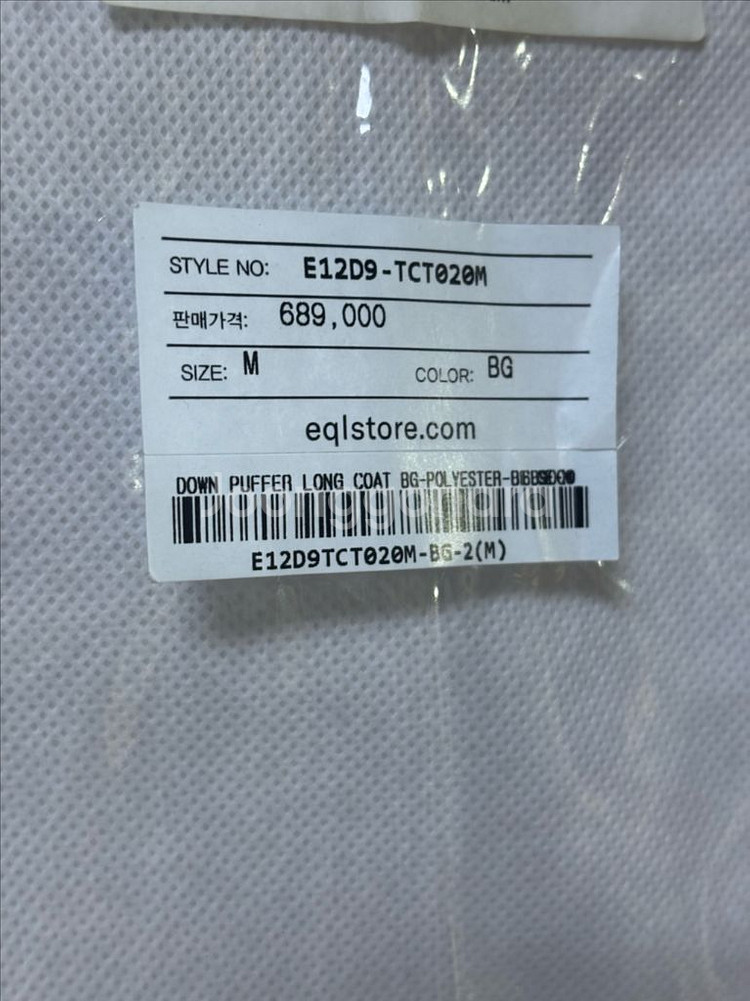 STYLE NO: E12D9-TCT020M
판매가격: 689,000
SIZE: M COLOR: BG
eqlstore.com
DOWN PUFFER LONG COAT BG-POLYESTER-
E12D9TCT020M-BG-2(M)